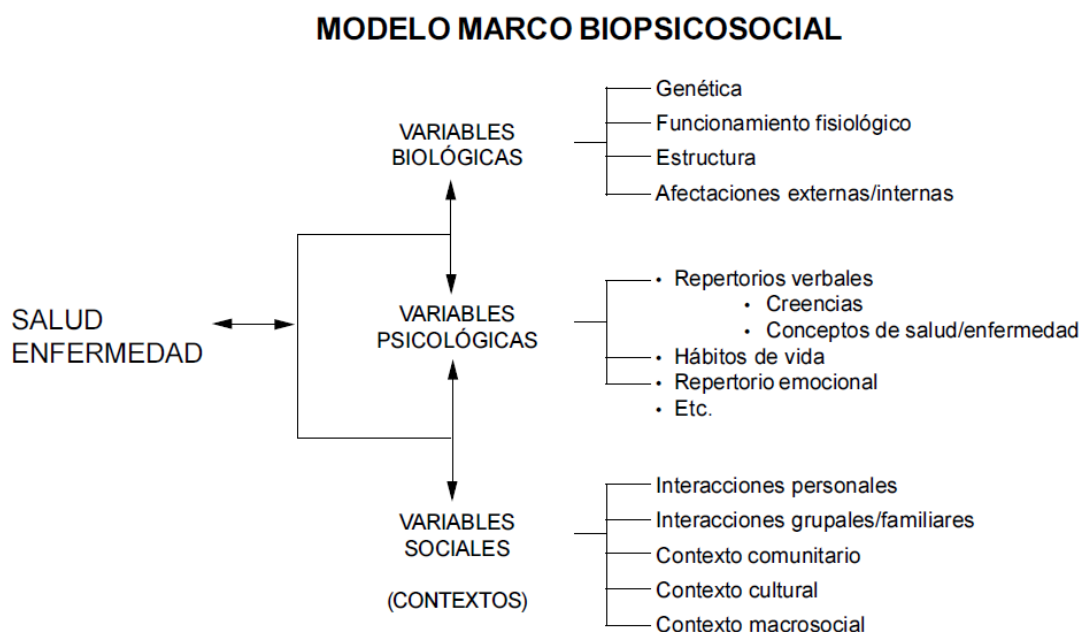 MODELO MARCO BIOPSICOSOCIAL
SALUD
ENFERMEDAD
VARIABLES
BIOLÓGICAS
Genética
Funcionamiento fisiológico
Estructura
Afectaciones externas/internas
VARIABLES
PSICOLÓGICAS
• Repertorios verbales
• Creencias
• Conceptos de salud/enfermedad
• Hábitos de vida
• Repertorio emocional
• Etc.
VARIABLES
SOCIALES
(CONTEXTOS)
Interacciones personales
Interacciones grupales/familiares
Contexto comunitario
Contexto cultural
Contexto macrosocial